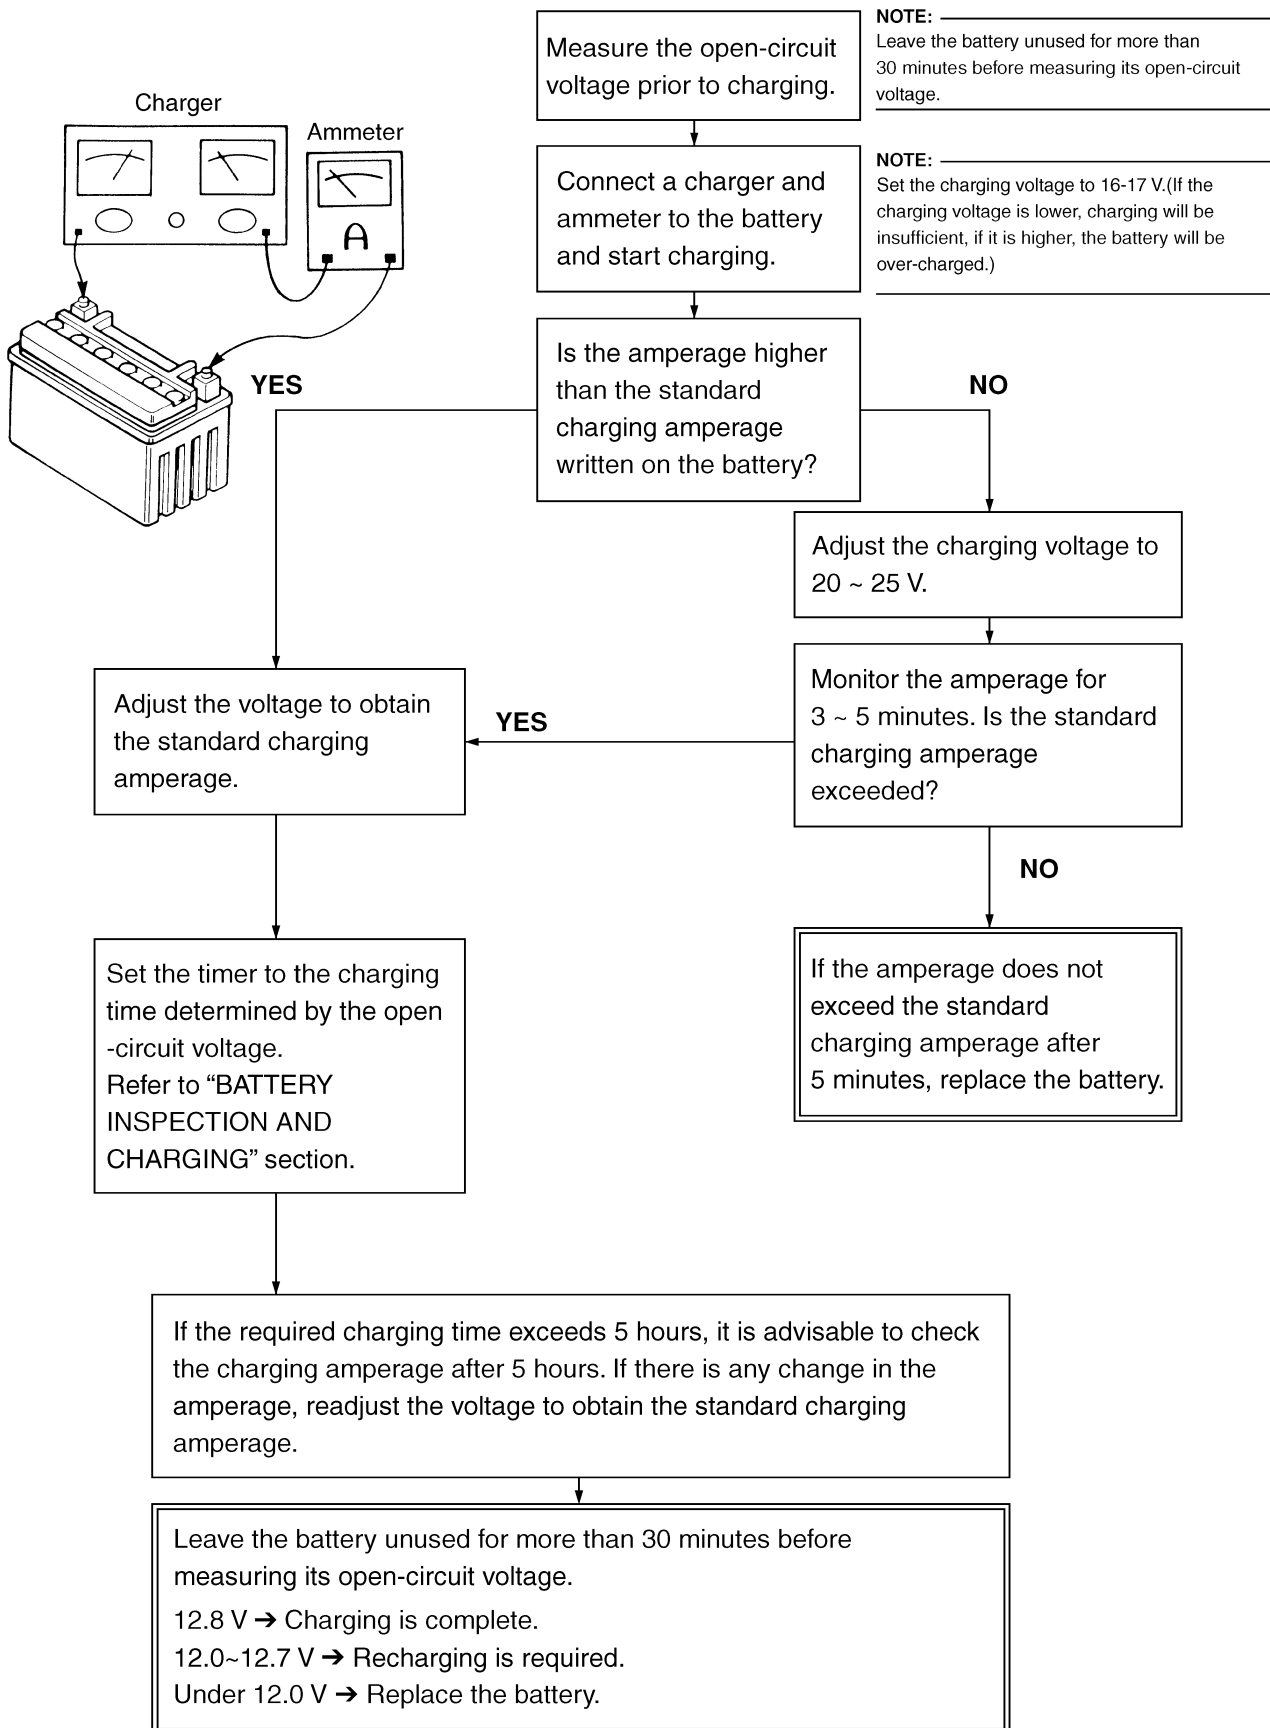 Measure the open-circuit
voltage prior to charging.
NOTE:
Leave the battery unused for more than
30 minutes before measuring its open-circuit
voltage.
Charger
Ammeter
A
Connect a charger and
ammeter to the battery
and start charging.
NOTE:
Set the charging voltage to 16-17 V.(If the
charging voltage is lower, charging will be
insufficient, if it is higher, the battery will be
over-charged.)
Is the amperage higher
than the standard
charging amperage
written on the battery?
YES
NO
Adjust the charging voltage to
20 ~ 25 V.
Monitor the amperage for
3 ~ 5 minutes. Is the standard
charging amperage
exceeded?
YES
Adjust the voltage to obtain
the standard charging
amperage.
NO
If the amperage does not
exceed the standard
charging amperage after
5 minutes, replace the battery.
Set the timer to the charging
time determined by the open
-circuit voltage.
Refer to “BATTERY
INSPECTION AND
CHARGING” section.
If the required charging time exceeds 5 hours, it is advisable to check
the charging amperage after 5 hours. If there is any change in the
amperage, readjust the voltage to obtain the standard charging
amperage.
Leave the battery unused for more than 30 minutes before
measuring its open-circuit voltage.
12.8 V ➔ Charging is complete.
12.0~12.7 V ➔ Recharging is required.
Under 12.0 V ➔ Replace the battery.